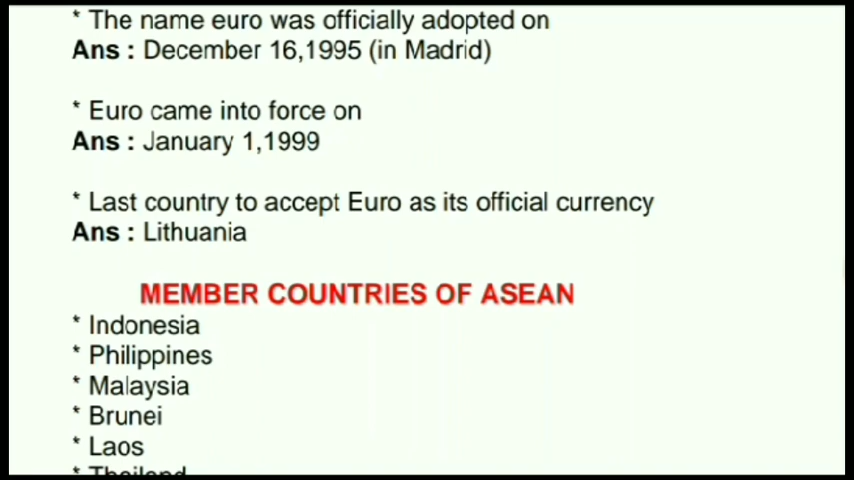 * The name euro was officially adopted on
Ans : December 16,1995 (in Madrid)
* Euro came into force on
Ans : January 1,1999
* Last country to accept Euro as its official currency
Ans : Lithuania
MEMBER COUNTRIES OF ASEAN
* Indonesia
* Philippines
* Malaysia
* Brunei
* Laos
* Thailand